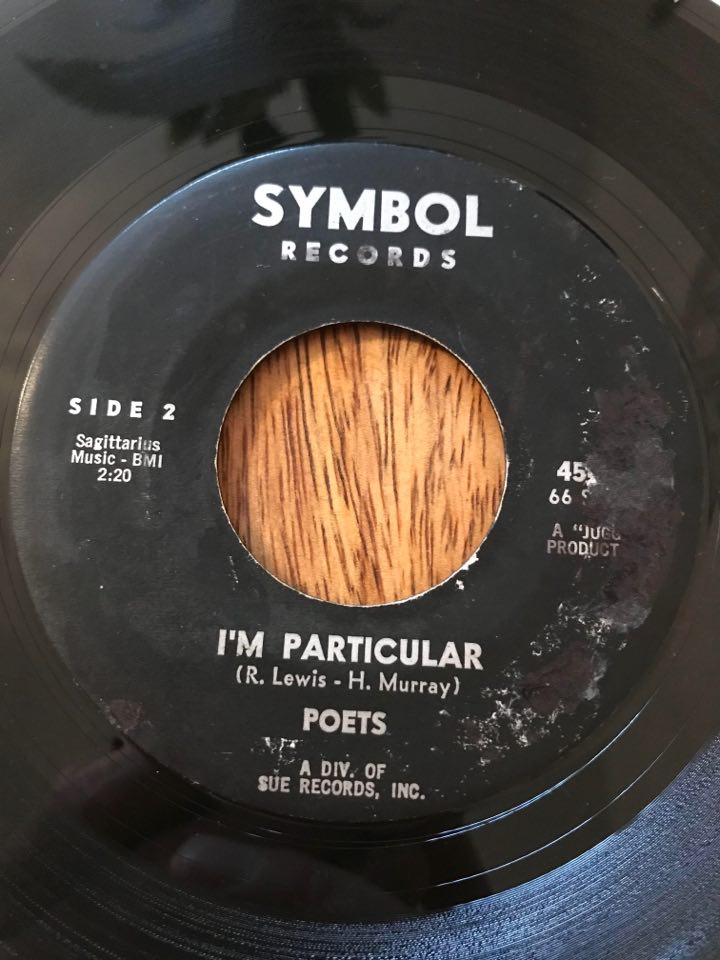 SYMBOL
RECORDS
SIDE 2
Sagittarius
Music - BMI
2:20
66
A
PRODUCT
I'M PARTICULAR
(R. Lewis - H. Murray)
POETS
A DIV. OF
SUE RECORDS, INC.